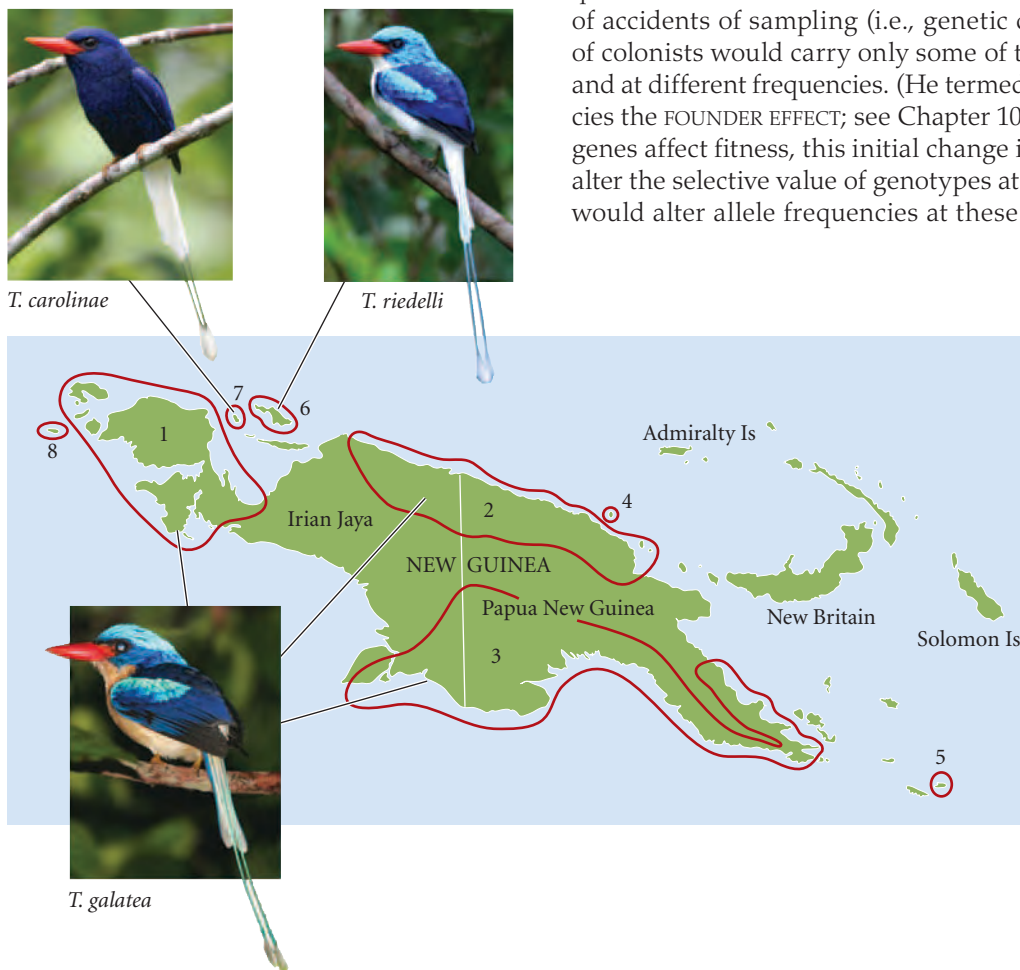 of accidents of sampling (i.e., genetic
of colonists would carry only some of
and at different frequencies. (He termed
cies the FOUNDER EFFECT; see Chapter 10
genes affect fitness, this initial change
alter the selective value of genotypes at
would alter allele frequencies at these
T. carolinae
T. riedelli
7
6
1
8
Admiralty Is
4
2
Irian Jaya
NEW GUINEA
Papua New Guinea
New Britain
3
Solomon Is
5
T. galatea